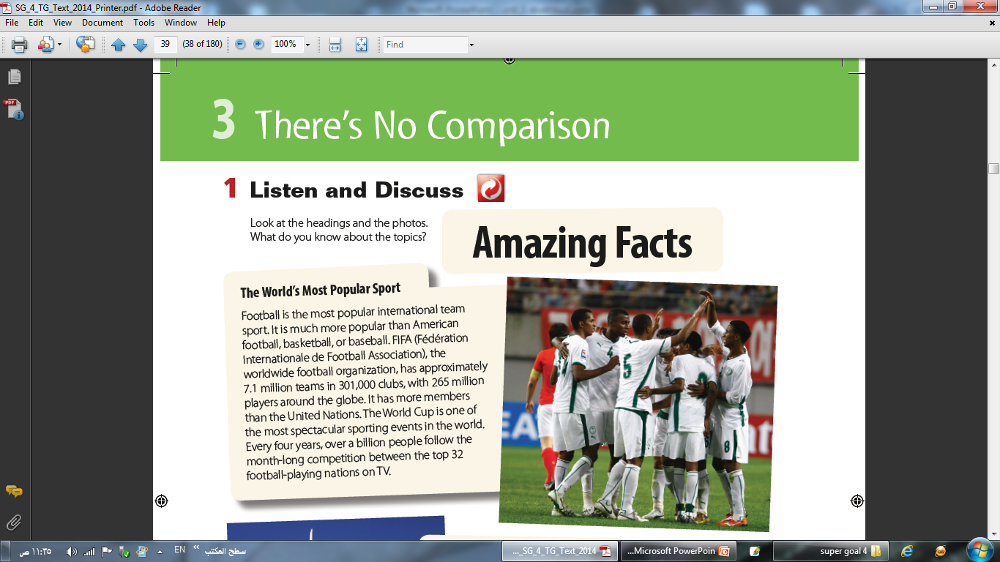 SG_4_TG_Text_2014_Printer.pdf - Adobe Reader
File Edit View Document Tools Window Help
39 (38 of 180) 100% Find
3 There's No Comparison
1 Listen and Discuss
Look at the headings and the photos.
What do you know about the topics?
Amazing Facts
The World's Most Popular Sport
Football is the most popular international team
sport. It is much more popular than American
football, basketball, or baseball. FIFA (Fédération
Internationale de Football Association), the
worldwide football organization, has approximately
7.1 million teams in 301,000 clubs, with 265 million
players around the globe. It has more members
than the United Nations. The World Cup is one of
the most spectacular sporting events in the world.
Every four years, over a billion people follow the
month-long competition between the top 32
football-playing nations on TV.
4
5
8
PDF
١١:٣٥ ص EN سطح المكتب SG_4_TG_Text_2014_... Microsoft PowerPoin... super goal 4